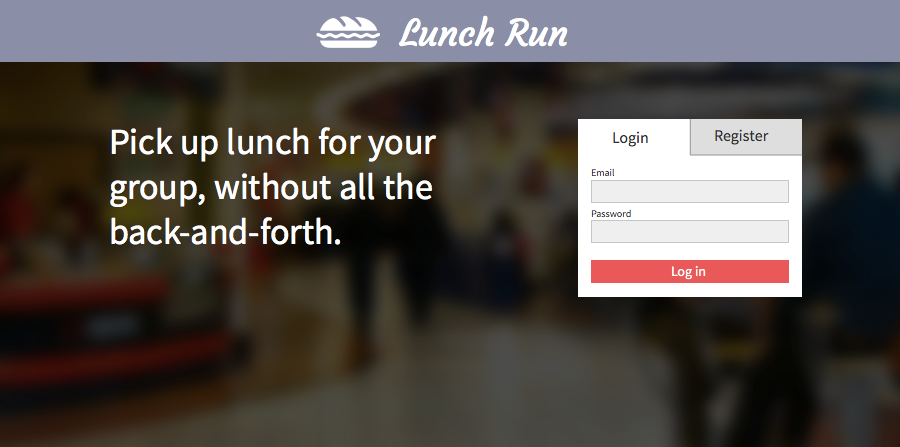 Lunch Run
Pick up lunch for your
group, without all the
back-and-forth.
Login
Register
Email
Password
Log in